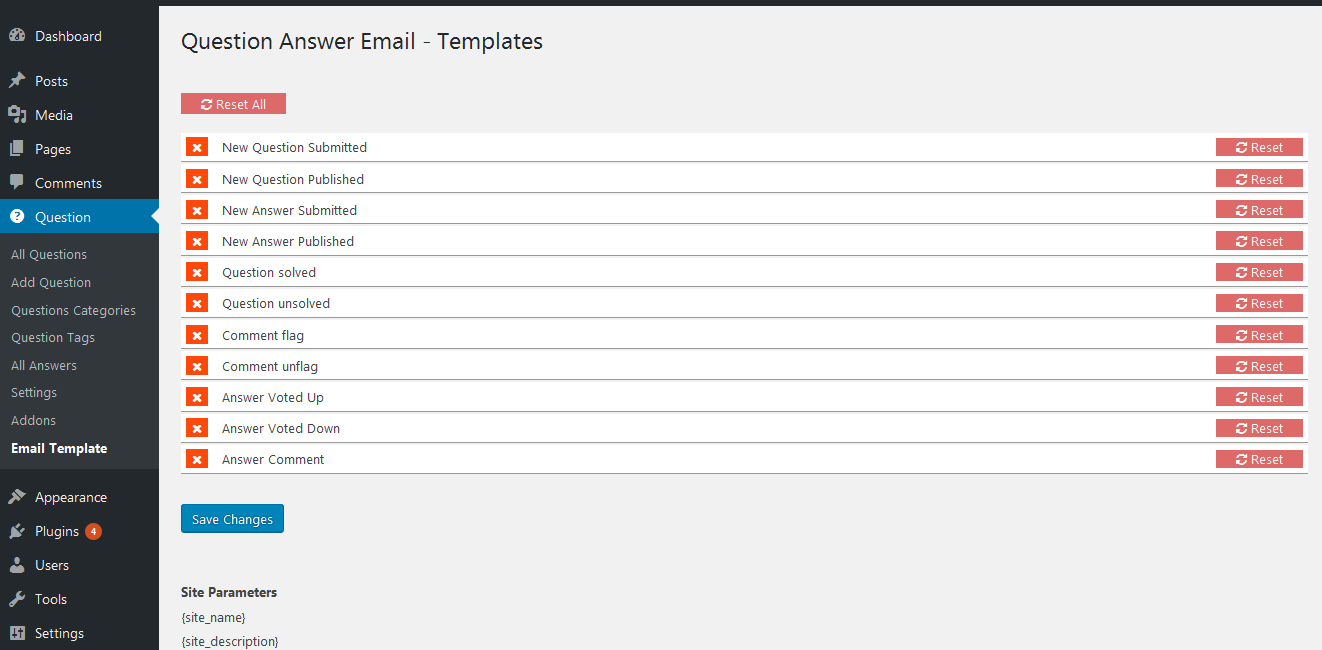 Dashboard
Posts
Media
Pages
Comments
Question
All Questions
Add Question
Questions Categories
Question Tags
All Answers
Settings
Addons
Email Template
Appearance
Plugins 4
Users
Tools
Settings
Question Answer Email - Templates
Reset All
New Question Submitted Reset
New Question Published Reset
New Answer Submitted Reset
New Answer Published Reset
Question solved Reset
Question unsolved Reset
Comment flag Reset
Comment unflag Reset
Answer Voted Up Reset
Answer Voted Down Reset
Answer Comment Reset
Save Changes
Site Parameters
{site_name}
{site_description}